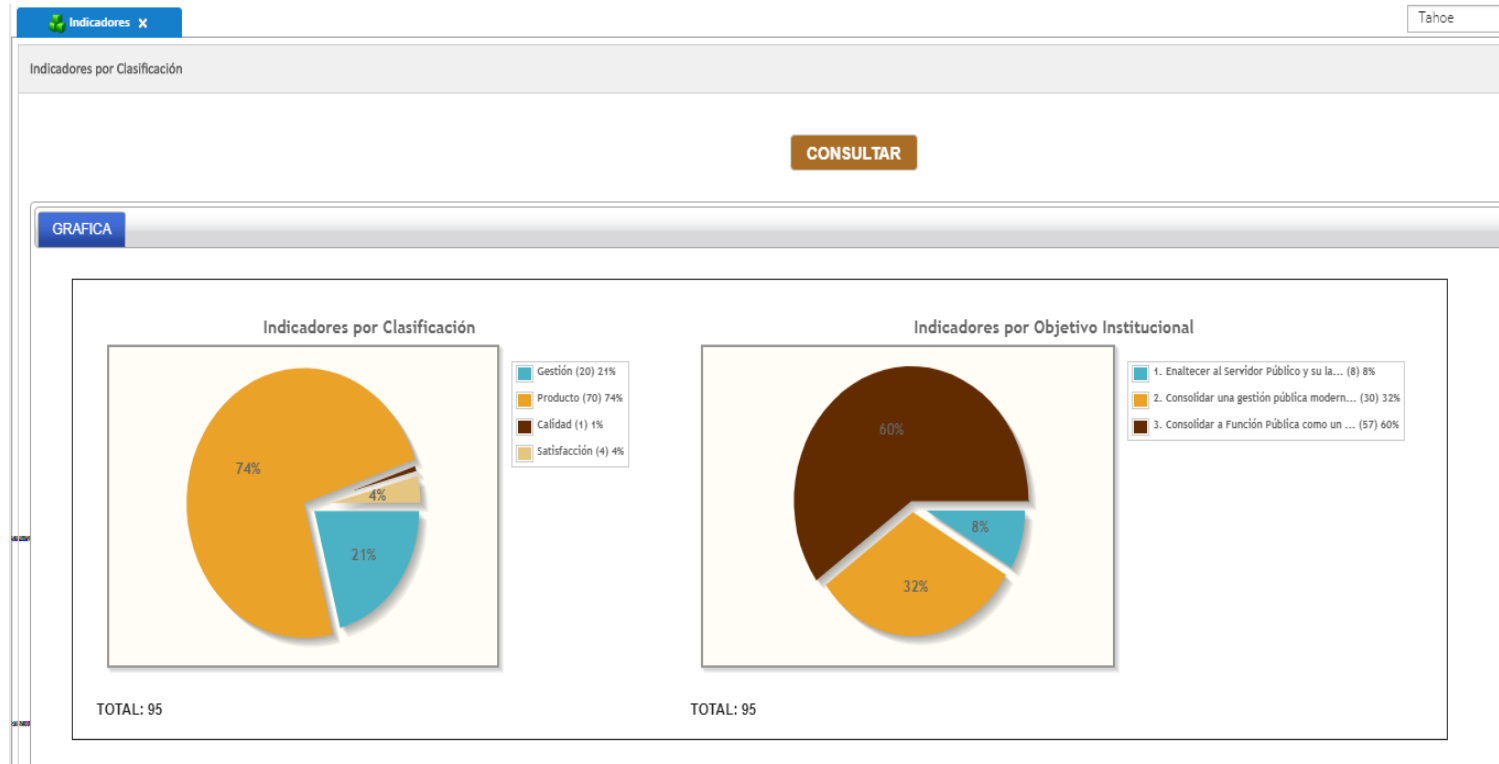 Indicadores x
Tahoe
Indicadores por Clasificación
CONSULTAR
GRAFICA
Indicadores por Clasificación
74%
4%
21%
Gestión (20) 21%
Producto (70) 74%
Calidad (1) 1%
Satisfacción (4) 4%
TOTAL: 95
Indicadores por Objetivo Institucional
60%
8%
32%
1. Enaltecer al Servidor Público y su la... (8) 8%
2. Consolidar una gestión pública modern... (30) 32%
3. Consolidar a Función Pública como un ... (57) 60%
TOTAL: 95